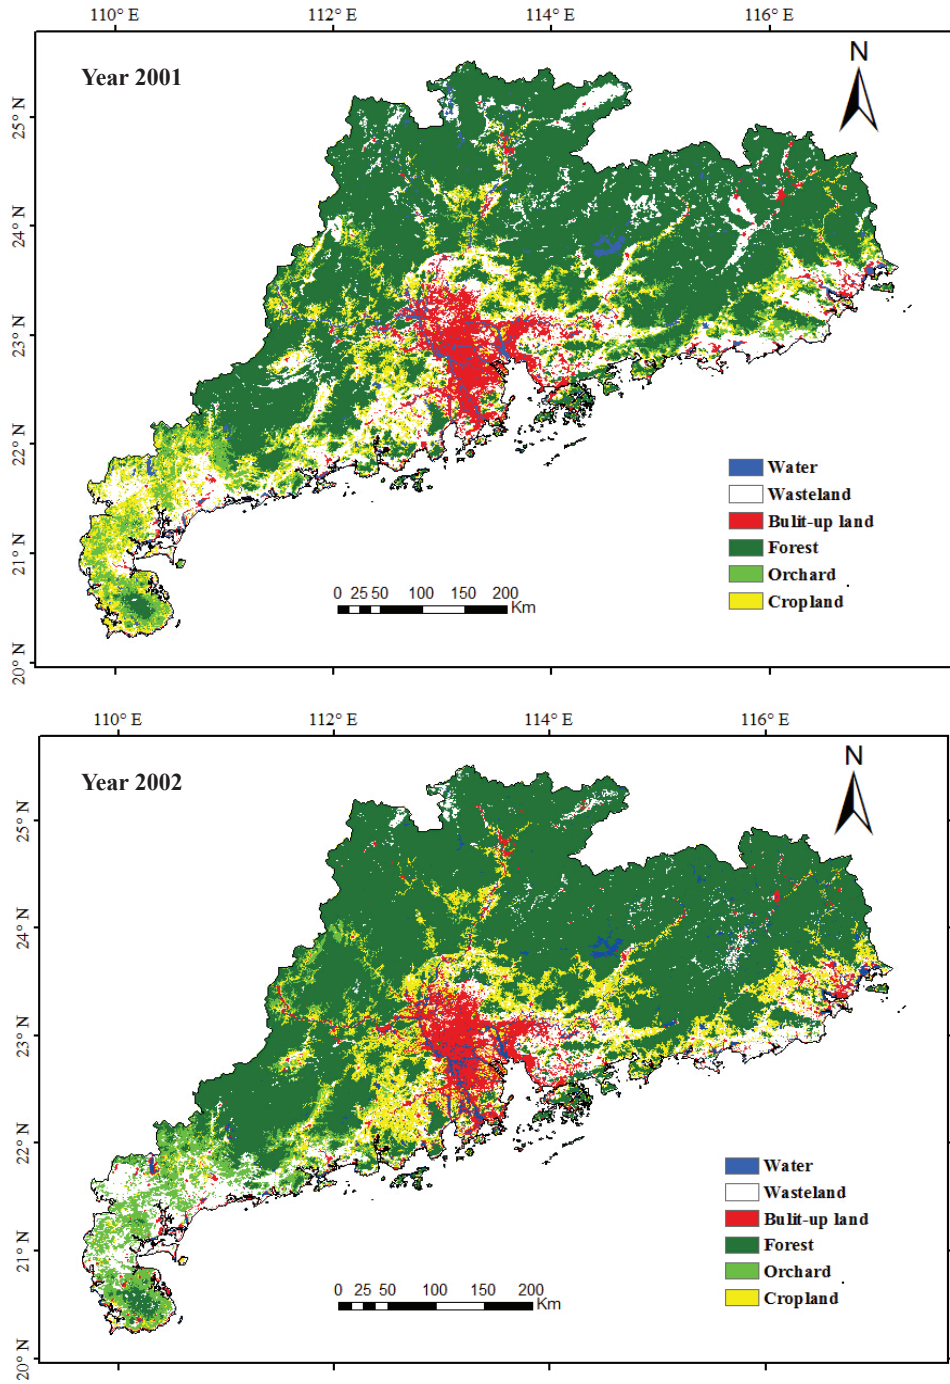 110° E 112° E 114° E 116° E
Year 2001
N
25° N
24° N
23° N
22° N
21° N
20° N
Water
Wasteland
Bulit-up land
Forest
Orchard
Cropland
0 25 50 100 150 200
Km
110° E 112° E 114° E 116° E
Year 2002
N
25° N
24° N
23° N
22° N
21° N
20° N
Water
Wasteland
Bulit-up land
Forest
Orchard
Cropland
0 25 50 100 150 200
Km